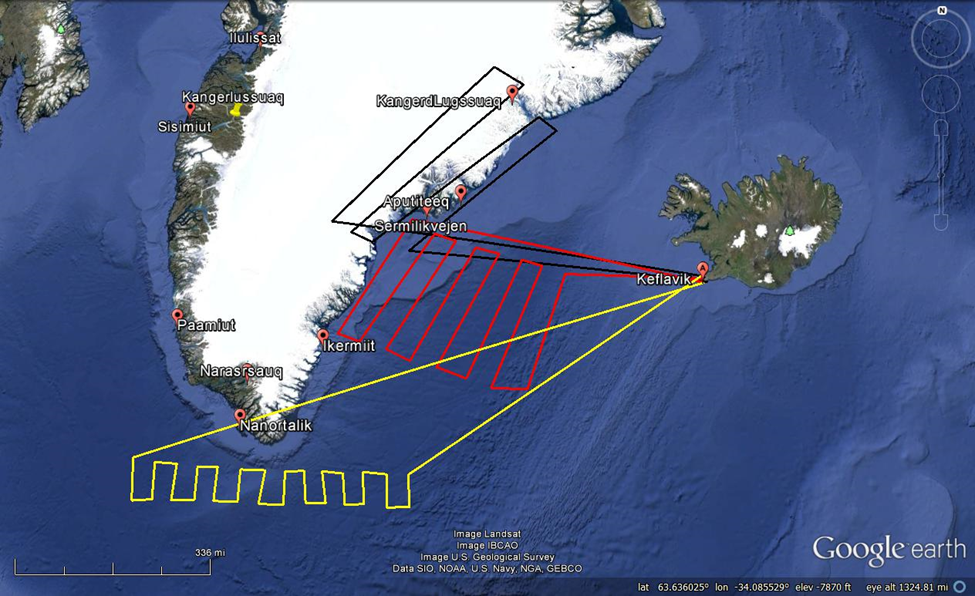 N
Ilulissat
Kangerlussuaq
KangerdLugssuaq
Sisimiut
Aputiteeq
Sermilikvejen
Keflavik
A
Paamiut
Ikermiit
Narasrsauq
Nanortalik
336 mi
Image Landsat
Image IBCAO
Image U.S. Geological Survey
Data SIO, NOAA, U.S. Navy, NGA, GEBCO
Google earth
lat 63.636025° lon -34.085529° elev -7870 ft eye alt 1324.81 mi